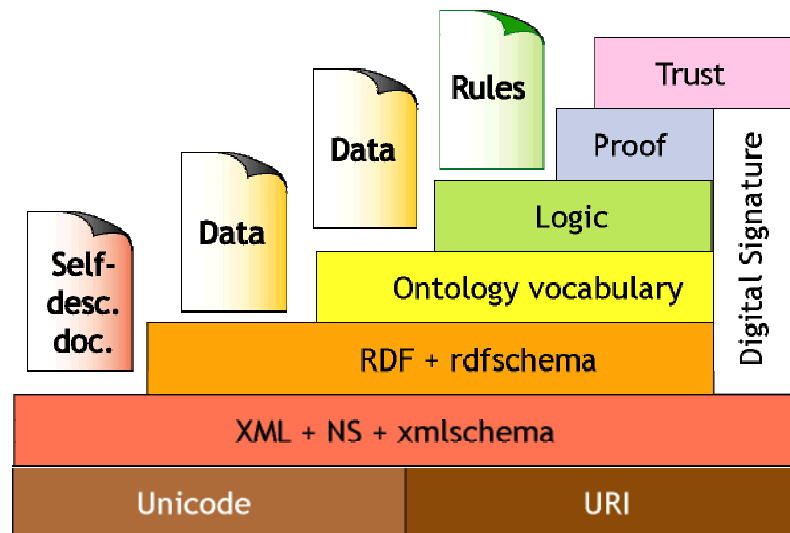 Rules
Trust
Data
Proof
Data
Logic
Self-
desc.
doc.
Ontology vocabulary
Digital Signature
RDF + rdfschema
XML + NS + xmlschema
Unicode
URI